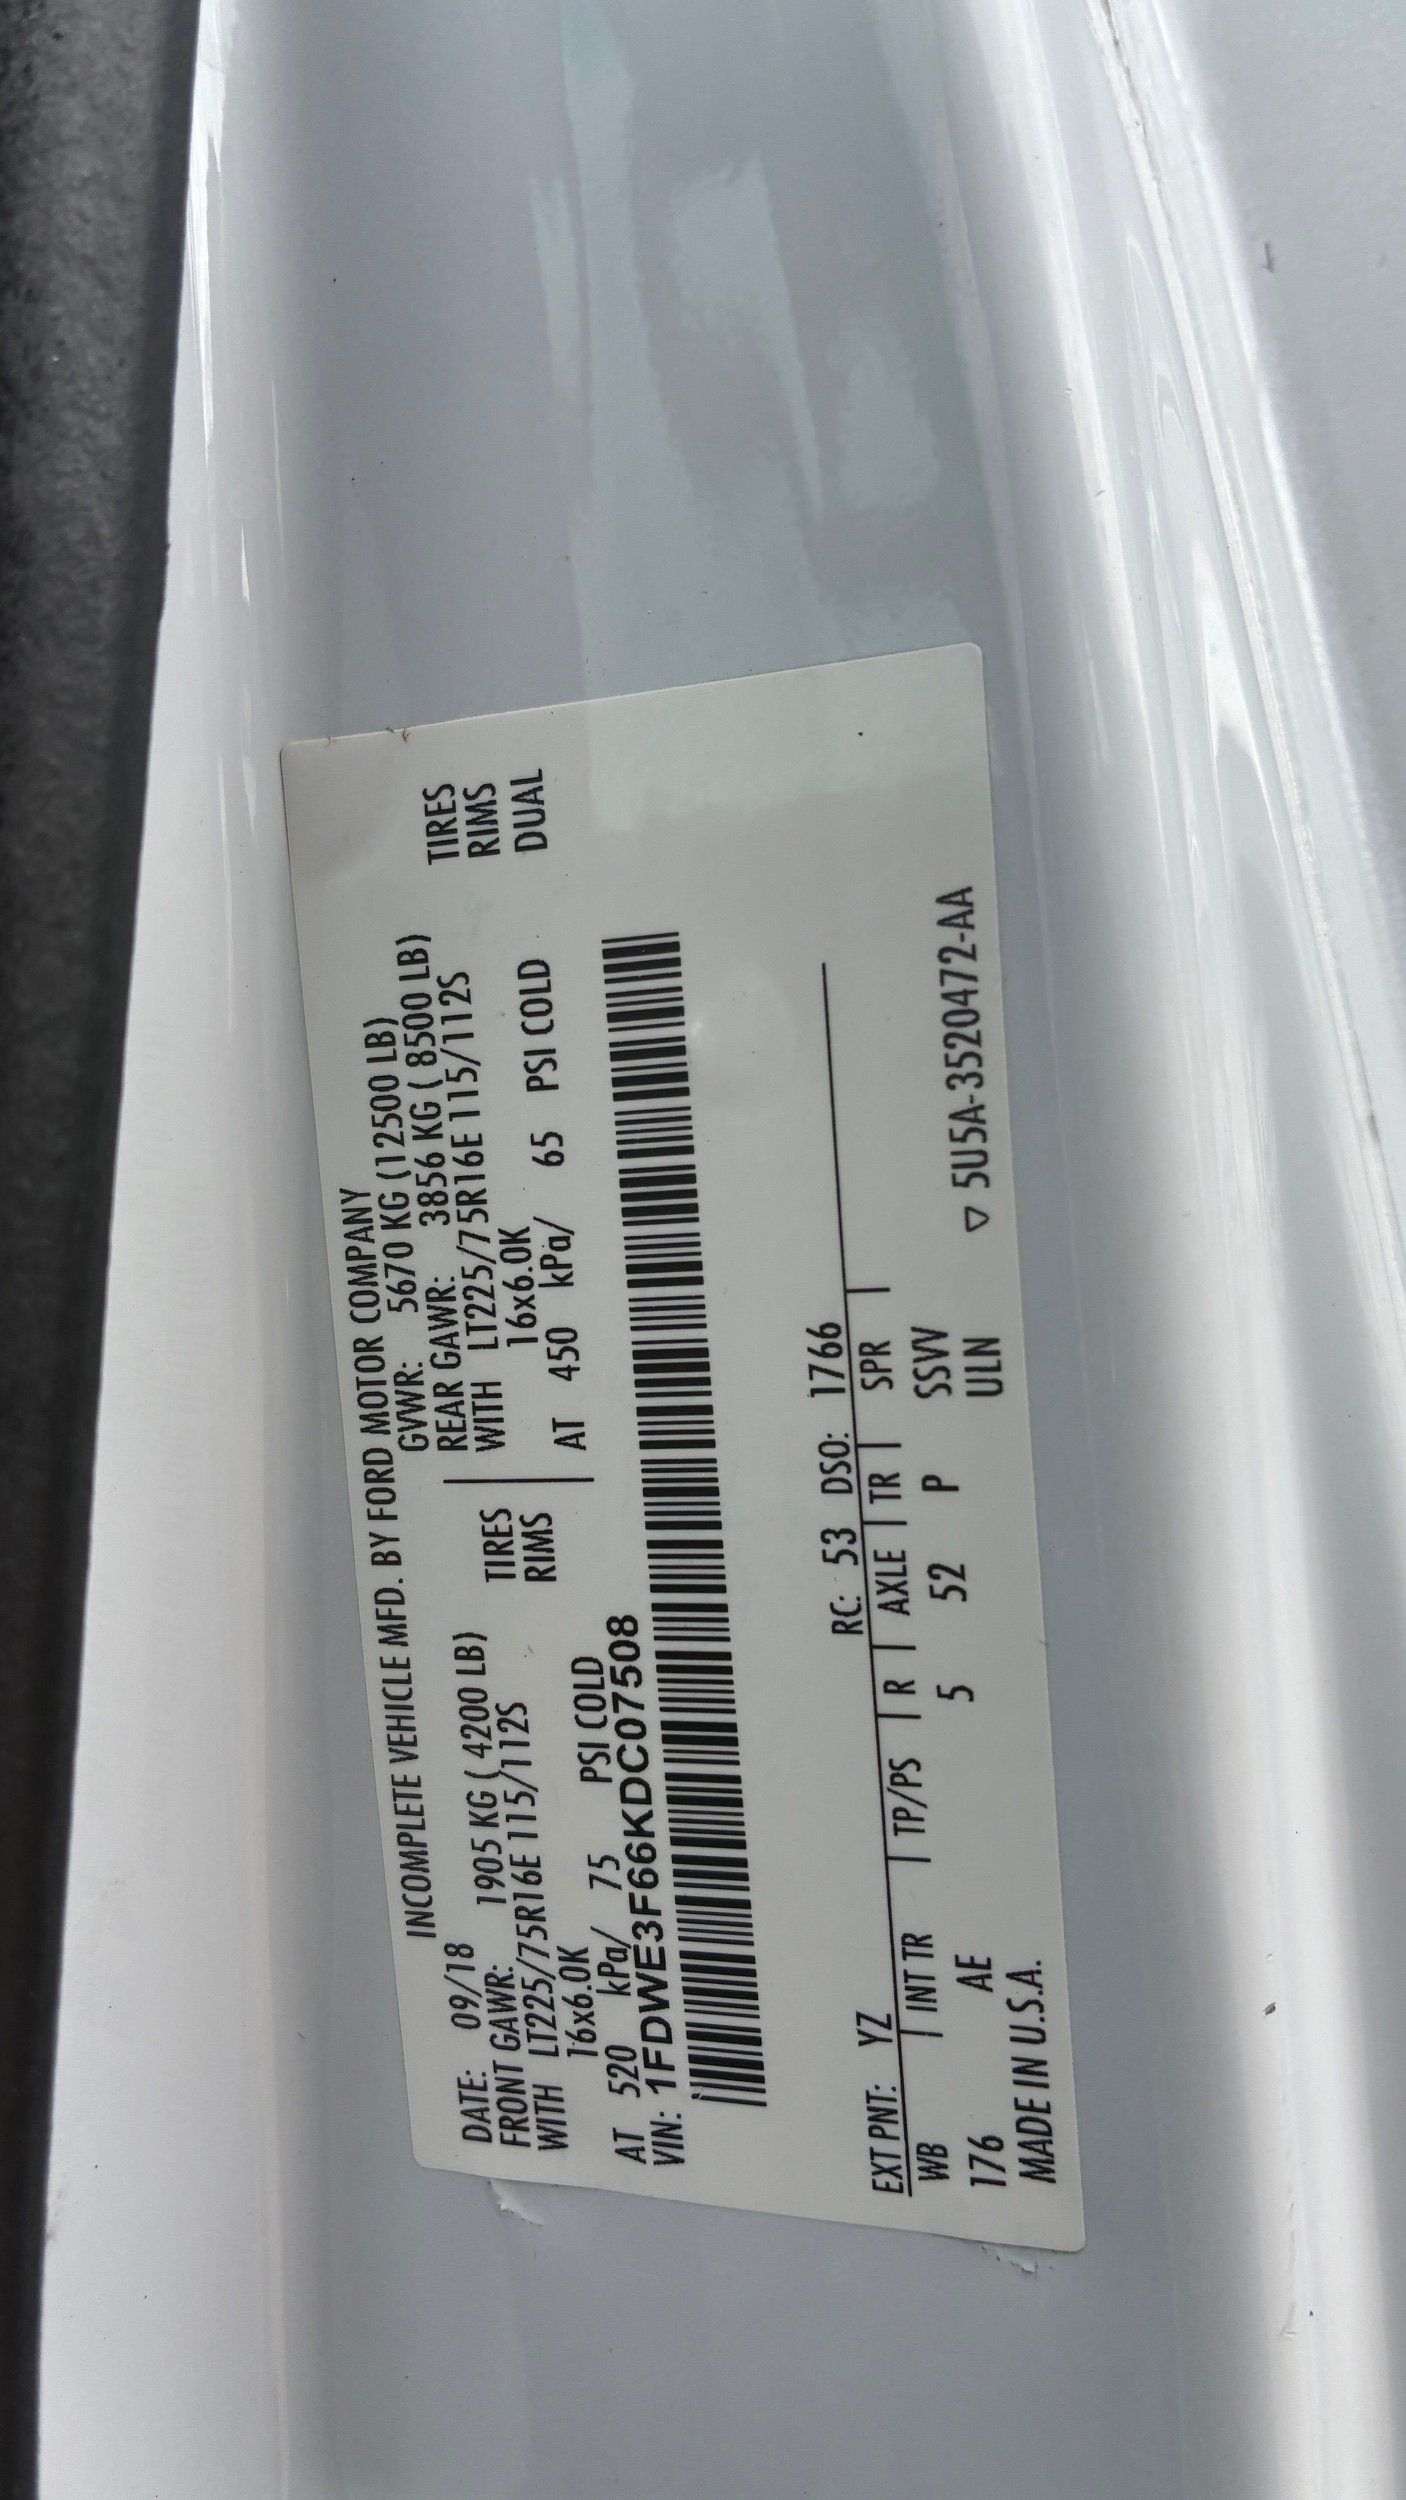 INCOMPLETE VEHICLE MFD. BY FORD MOTOR COMPANY
DATE: 09/18 GVWR: 5670 KG (12500 LB)
FRONT GAWR: 1905 KG ( 4200 LB) REAR GAWR: 3856 KG ( 8500 LB)
WITH LT225/75R16E 115/112S TIRES WITH LT225/75R16E 115/112S TIRES
16x6.0K RIMS 16x6.0K RIMS
AT 520 kPa/ 75 PSI COLD AT 450 kPa/ 65 PSI COLD DUAL
VIN: 1FDWE3F66KDC07508
EXT PNT: YZ RC: 53 DSO: 1766
WB | INT TR | TP/PS | R | AXLE | TR | SPR |
176 AE 5 52 P SSVV
ULN
MADE IN U.S.A. ▽ 5U5A-3520472-AA